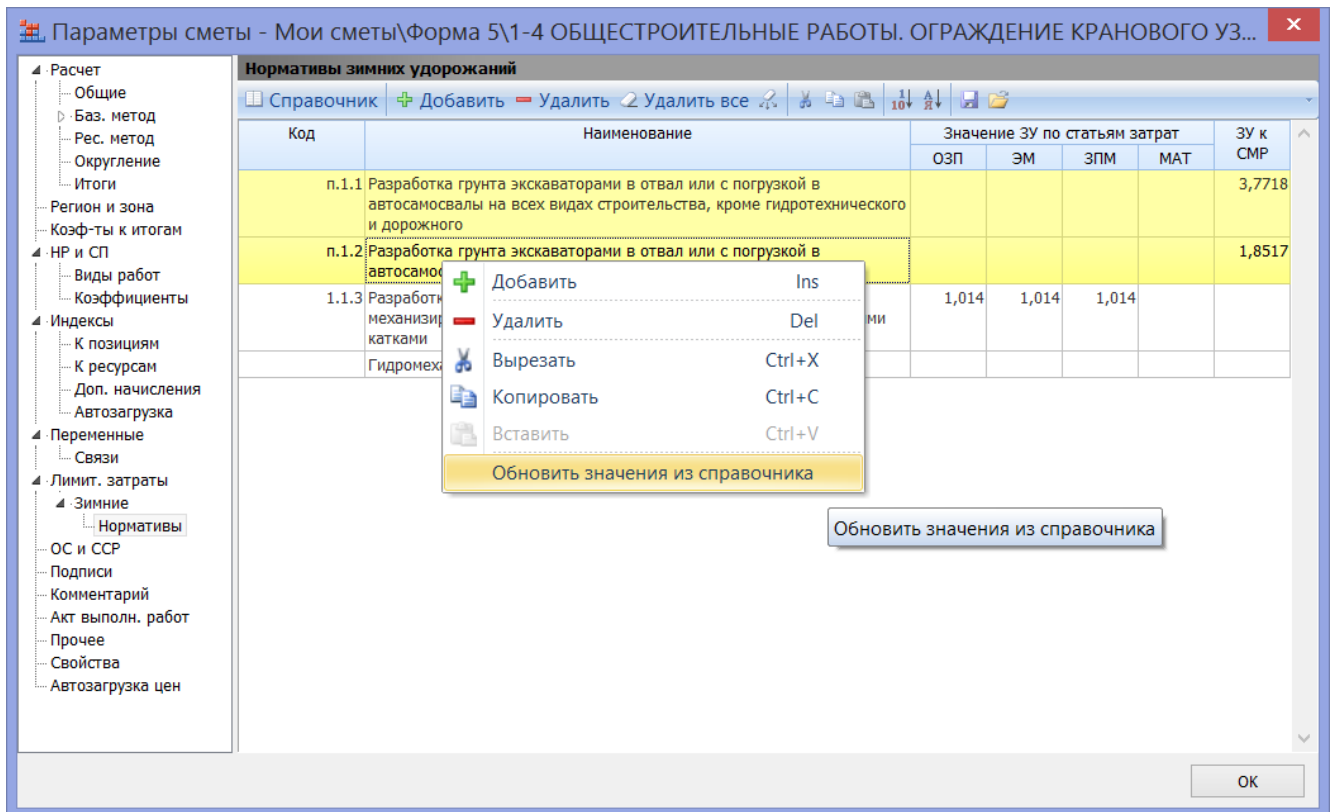 Параметры сметы - Мои сметы\Форма 5\1-4 ОБЩЕСТРОИТЕЛЬНЫЕ РАБОТЫ. ОГРАЖДЕНИЕ КРАНОВОГО УЗ...
Расчет
Общие
Баз. метод
Рес. метод
Округление
Итоги
Регион и зона
Коэф-ты к итогам
НР и СП
Виды работ
Коэффициенты
Индексы
К позициям
К ресурсам
Доп. начисления
Автозагрузка
Переменные
Связи
Лимит. затраты
Зимние
Нормативы
ОС и ССР
Подписи
Комментарий
Акт выполн. работ
Прочее
Свойства
Автозагрузка цен
Нормативы зимних удорожаний
Справочник Добавить Удалить Удалить все
Код Наименование Значение ЗУ по статьям затрат ЗУ к СМР
ОЗП ЭМ ЗПМ МАТ
п.1.1 Разработка грунта экскаваторами в отвал или с погрузкой в 3,7718
автосамосвалы на всех видах строительства, кроме гидротехнического
и дорожного
п.1.2 Разработка грунта экскаваторами в отвал или с погрузкой в 1,8517
автосамос
1.1.3 Разработк 1,014 1,014 1,014
механизир ими
катками
Гидромеха
Добавить Ins
Удалить Del
Вырезать Ctrl+X
Копировать Ctrl+C
Вставить Ctrl+V
Обновить значения из справочника
Обновить значения из справочника
ОК